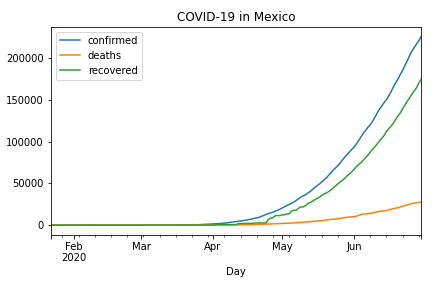 COVID-19 in Mexico
confirmed
deaths
recovered
200000
150000
100000
50000
0
Feb Mar Apr May Jun
2020
Day